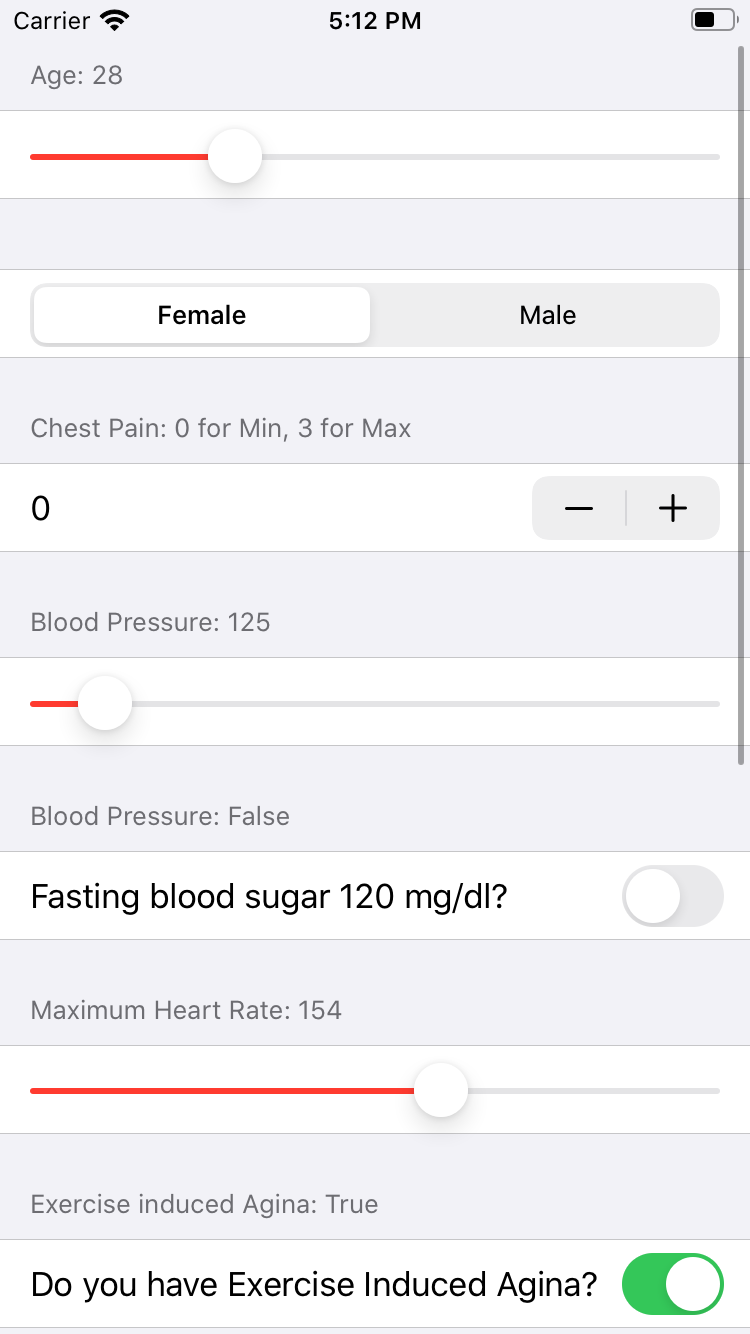 Carrier 5:12 PM
Age: 28
Female Male
Chest Pain: 0 for Min, 3 for Max
0
Blood Pressure: 125
Blood Pressure: False
Fasting blood sugar 120 mg/dl?
Maximum Heart Rate: 154
Exercise induced Agina: True
Do you have Exercise Induced Agina?